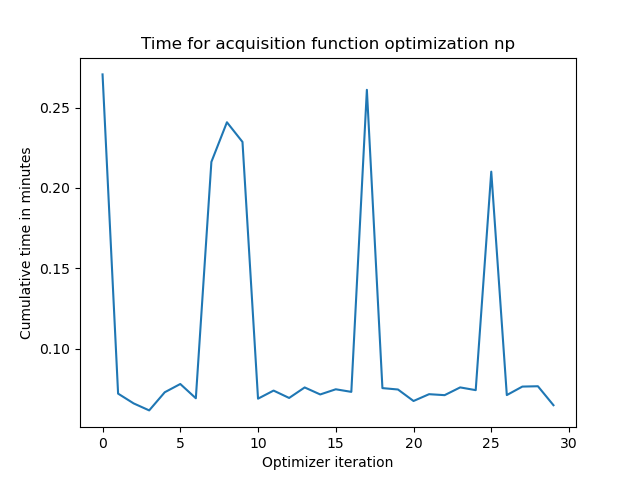 Time for acquisition function optimization np
Cumulative time in minutes
0.25
0.20
0.15
0.10
0 5 10 15 20 25 30
Optimizer iteration